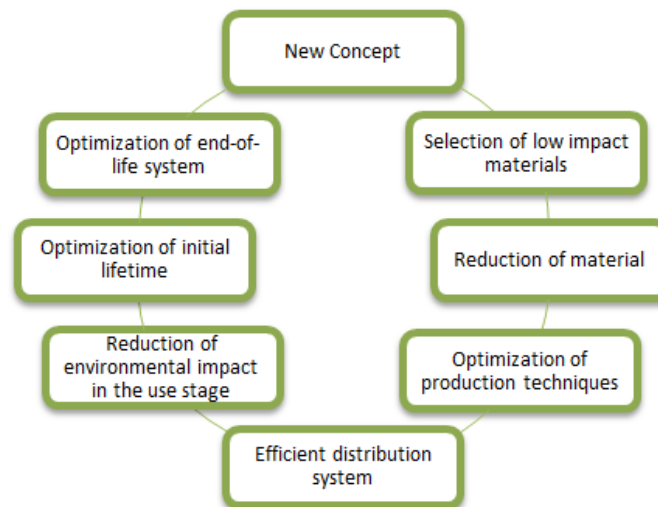 New Concept
Selection of low impact
materials
Reduction of material
Optimization of
production techniques
Efficient distribution
system
Reduction of
environmental impact
in the use stage
Optimization of initial
lifetime
Optimization of end-of-
life system